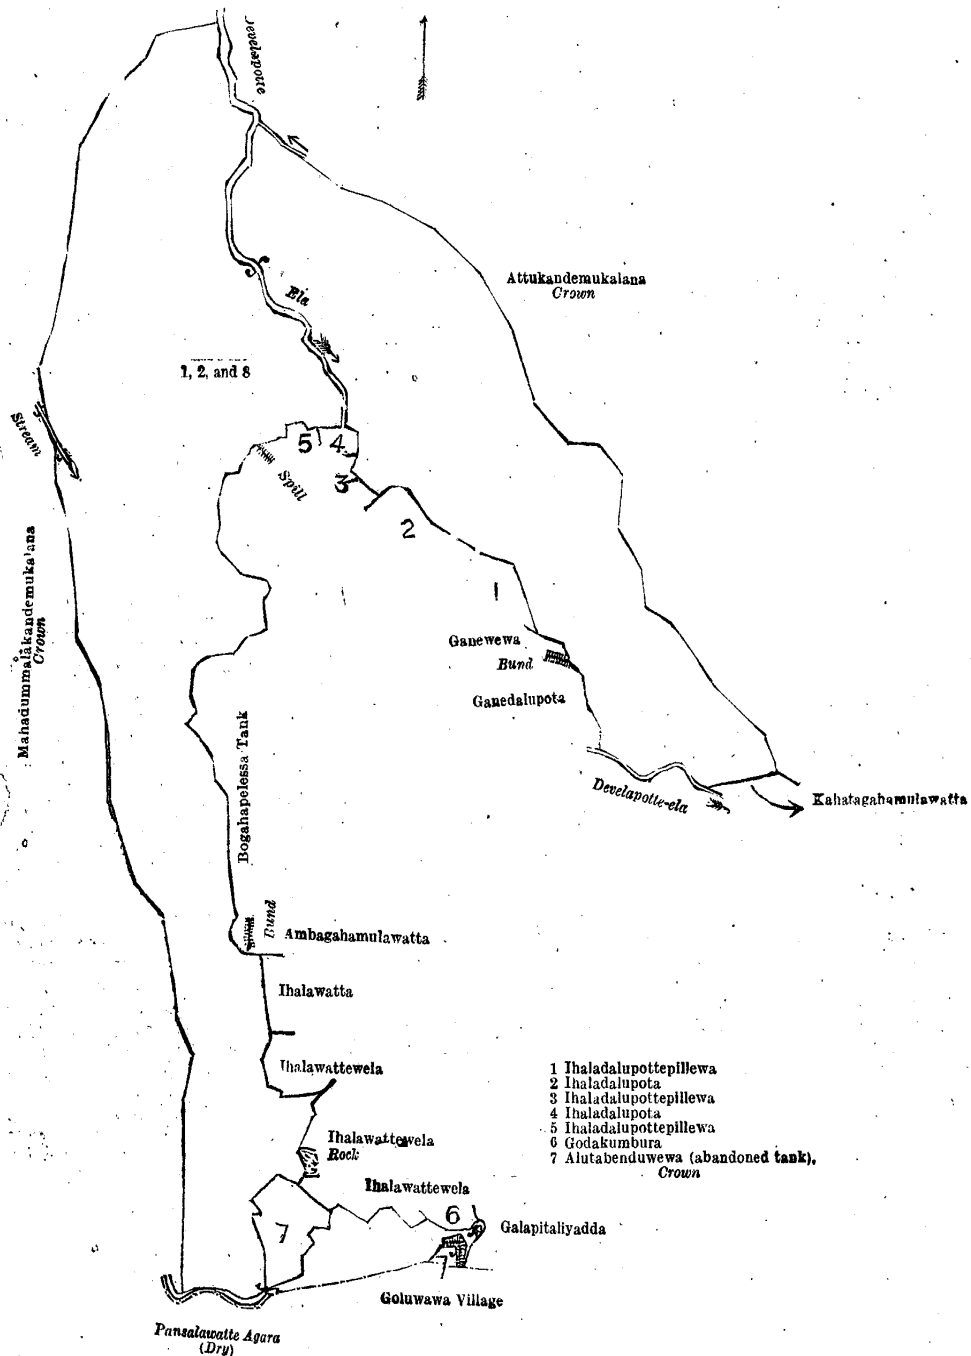 Develapotte
Attukandemukalana
Crown
Ela
1, 2, and 8
Stream
5
4
Spill
3
2
1
Mahadummalakandemukalana
Crown
Ganewewa
Bund
Ganedalupota
Bogahapelessa Tank
Develapotte-ela
Kahatagahamulawatta
Bund
Ambagahamulawatta
Ihalawatta
Ihalawattewela
1 Ihaladalupottepillewa
2 Ihaladalupota
3 Ihaladalupottepillewa
4 Ihaladalupota
5 Ihaladalupottepillewa
6 Godakumbura
7 Alutabenduwewa (abandoned tank),
Crown
Ihalawattewela
Rock
Ihalawattewela
6
Galapitaliyadda
7
7
Goluwawa Village
Pansalawatte Agara
(Dry)